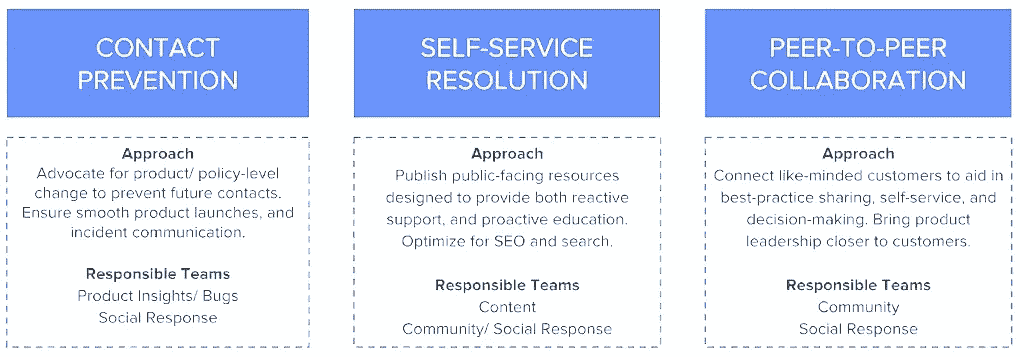 CONTACT
PREVENTION
Approach
Advocate for product/ policy-level
change to prevent future contacts.
Ensure smooth product launches, and
incident communication.
Responsible Teams
Product Insights/ Bugs
Social Response
SELF-SERVICE
RESOLUTION
Approach
Publish public-facing resources
designed to provide both reactive
support, and proactive education.
Optimize for SEO and search.
Responsible Teams
Content
Community/ Social Response
PEER-TO-PEER
COLLABORATION
Approach
Connect like-minded customers to aid in
best-practice sharing, self-service, and
decision-making. Bring product
leadership closer to customers.
Responsible Teams
Community
Social Response